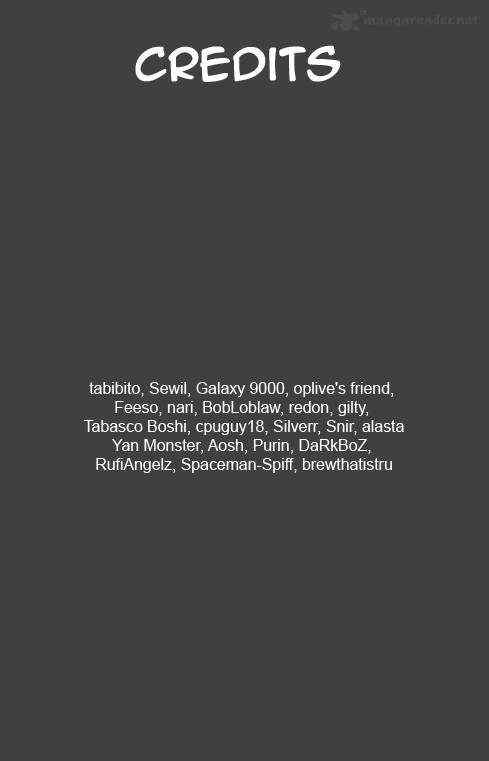 mangareader.net
CREDITS
tabibito, Sewil, Galaxy 9000, oplive's friend,
Feeso, nari, BobLoblaw, redon, gilty,
Tabasco Boshi, cpuguy18, Silverr, Snir, alasta
Yan Monster, Aosh, Purin, DaRkBoZ,
RufiAngelz, Spaceman-Spiff, brewthatistru